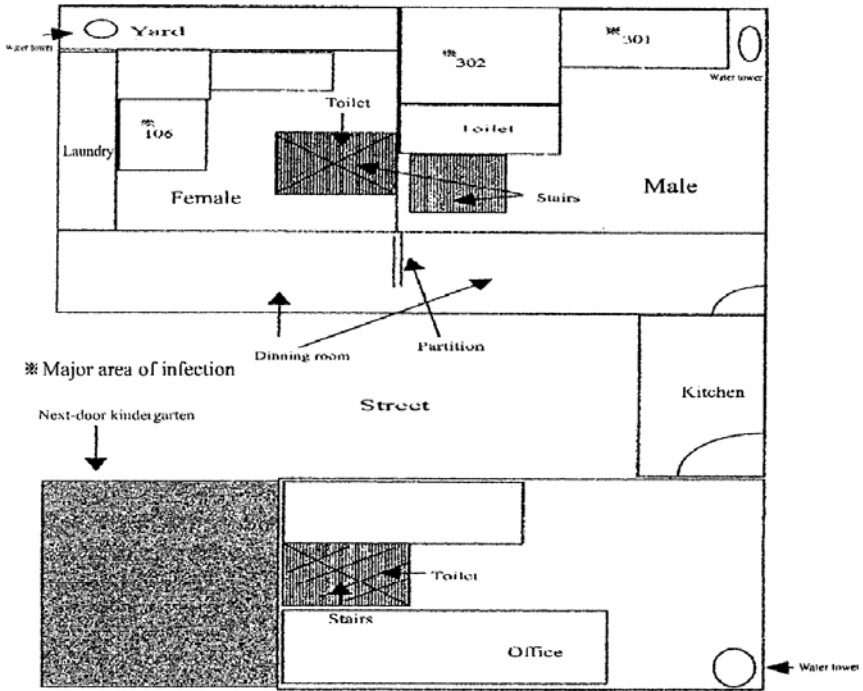 Yard
Water tower
※
302
※
301
Water tower
Toilet
※
106
Toilet
Laundry
Female
Stairs
Male
Dinning room
Partition
※ Major area of infection
Street
Kitchen
Next-door kindergarten
Toilet
Stairs
Office
Water tower